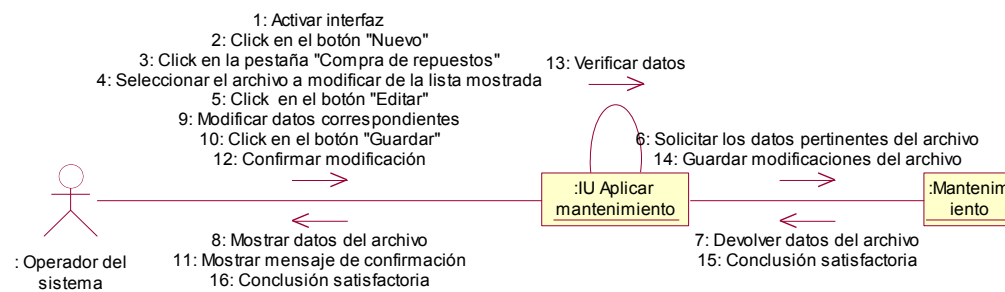 1: Activar interfaz
2: Click en el botón "Nuevo"
3: Click en la pestaña "Compra de repuestos"
4: Seleccionar el archivo a modificar de la lista mostrada
5: Click en el botón "Editar"
9: Modificar datos correspondientes
10: Click en el botón "Guardar"
12: Confirmar modificación
13: Verificar datos
6: Solicitar los datos pertinentes del archivo
14: Guardar modificaciones del archivo
: Operador del
sistema
:IU Aplicar
mantenimiento
:Mantenim
iento
8: Mostrar datos del archivo
11: Mostrar mensaje de confirmación
16: Conclusión satisfactoria
7: Devolver datos del archivo
15: Conclusión satisfactoria